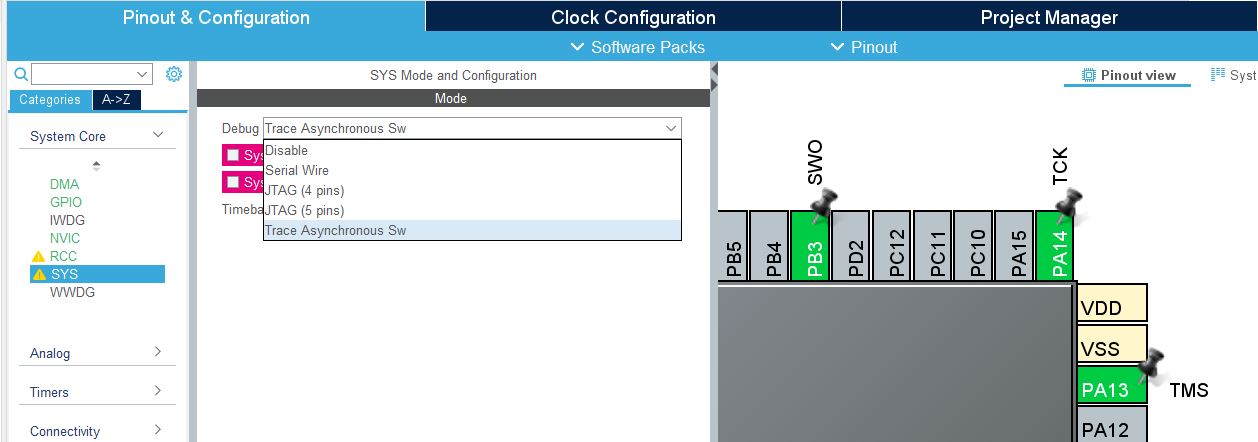 Pinout & Configuration
Clock Configuration
Project Manager
Software Packs
Pinout
Categories
A->Z
System Core
DMA
GPIO
IWDG
NVIC
RCC
SYS
WWDG
Analog
Timers
Connectivity
SYS Mode and Configuration
Mode
Debug Trace Asynchronous Sw
Disable
Serial Wire
JTAG (4 pins)
JTAG (5 pins)
Trace Asynchronous Sw
Sys
Sys
Timeba
Pinout view
Syst
SWO
TCK
PB5
PB4
PB3
PD2
PC12
PC11
PC10
PA15
PA14
VDD
VSS
PA13
TMS
PA12